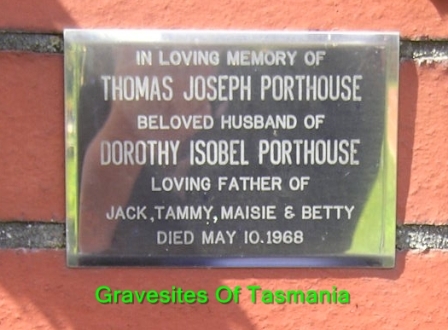 IN LOVING MEMORY OF
THOMAS JOSEPH PORTHOUSE
BELOVED HUSBAND OF
DOROTHY ISOBEL PORTHOUSE
LOVING FATHER OF
JACK, TAMMY, MAISIE & BETTY
DIED MAY 10.1968
Gravesites Of Tasmania